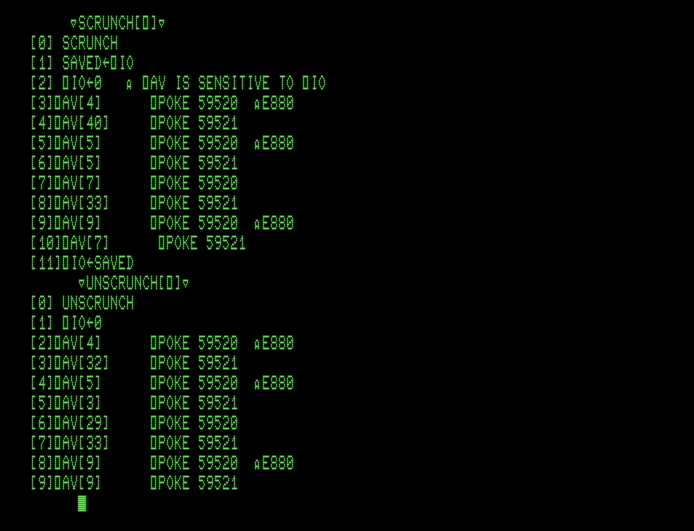 ▽SCRUNCH[⎕]▽
[0] SCRUNCH
[1] SAVED←⎕IO
[2] ⎕IO←0 ⍝ ⎕AV IS SENSITIVE TO ⎕IO
[3]⎕AV[4] ⎕POKE 59520 ⍝E880
[4]⎕AV[40] ⎕POKE 59521
[5]⎕AV[5] ⎕POKE 59520 ⍝E880
[6]⎕AV[5] ⎕POKE 59521
[7]⎕AV[7] ⎕POKE 59520
[8]⎕AV[33] ⎕POKE 59521
[9]⎕AV[9] ⎕POKE 59520 ⍝E880
[10]⎕AV[7] ⎕POKE 59521
[11]⎕IO←SAVED
▽UNSCRUNCH[⎕]▽
[0] UNSCRUNCH
[1] ⎕IO←0
[2]⎕AV[4] ⎕POKE 59520 ⍝E880
[3]⎕AV[32] ⎕POKE 59521
[4]⎕AV[5] ⎕POKE 59520 ⍝E880
[5]⎕AV[3] ⎕POKE 59521
[6]⎕AV[29] ⎕POKE 59520
[7]⎕AV[33] ⎕POKE 59521
[8]⎕AV[9] ⎕POKE 59520 ⍝E880
[9]⎕AV[9] ⎕POKE 59521